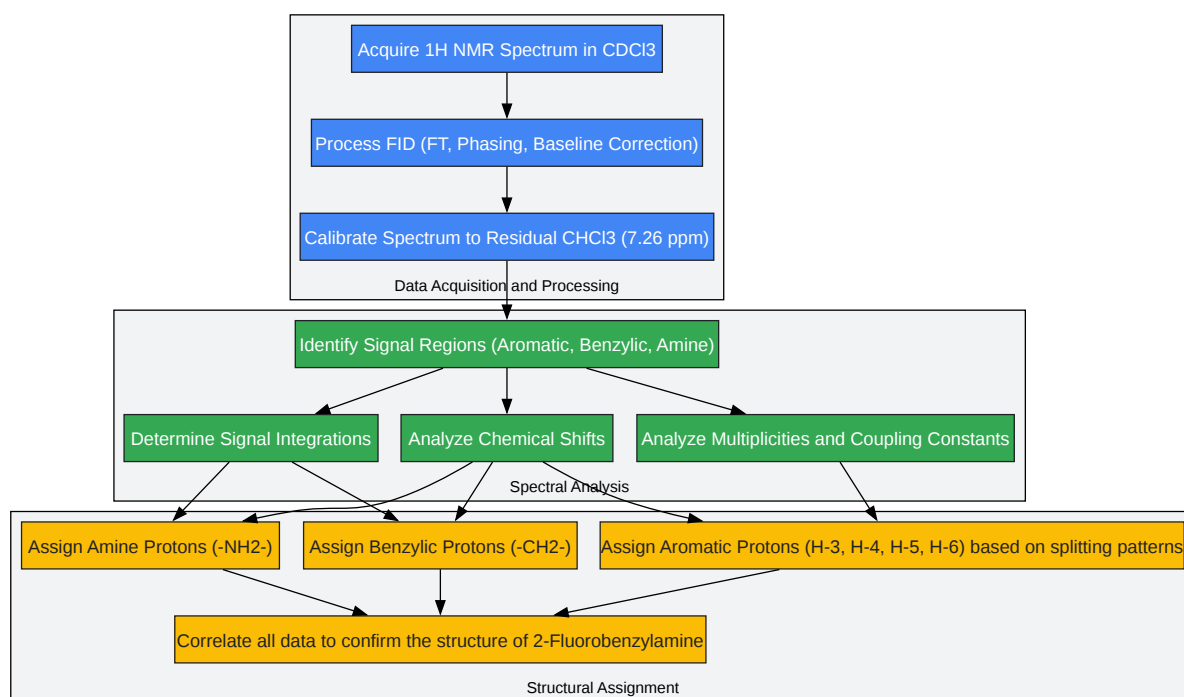 Acquire 1H NMR Spectrum in CDCl3
Process FID (FT, Phasing, Baseline Correction)
Calibrate Spectrum to Residual CHCl3 (7.26 ppm)
Data Acquisition and Processing
Identify Signal Regions (Aromatic, Benzylic, Amine)
Determine Signal Integrations
Analyze Chemical Shifts
Analyze Multiplicities and Coupling Constants
Spectral Analysis
Assign Amine Protons (-NH2-)
Assign Benzylic Protons (-CH2-)
Assign Aromatic Protons (H-3, H-4, H-5, H-6) based on splitting patterns
Correlate all data to confirm the structure of 2-Fluorobenzylamine
Structural Assignment